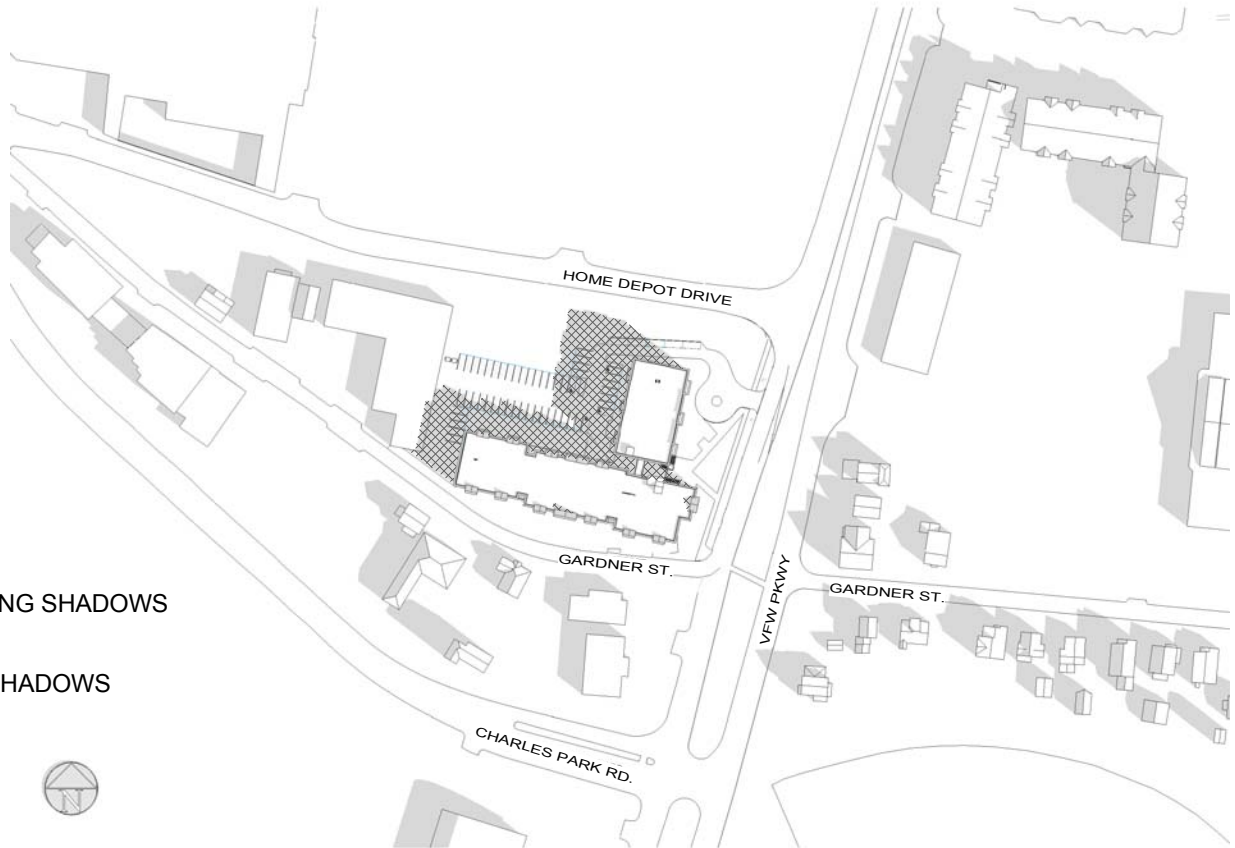 HOME DEPOT DRIVE
GARDNER ST.
VFW PKWY
GARDNER ST.
NG SHADOWS
HADOWS
CHARLES PARK RD.
N